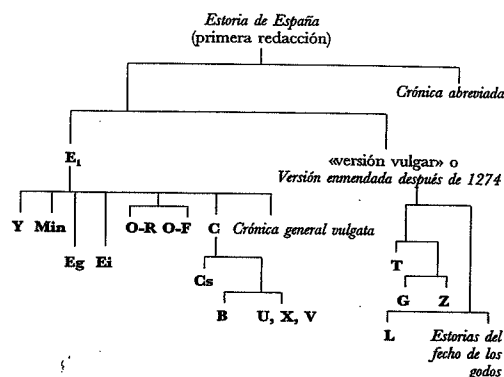 Estoria de España
(primera redacción)
Crónica abreviada
E₁
«versión vulgar» o
Versión enmendada después de 1274
Y Min O-R O-F C Crónica general vulgata
Eg Ei
T
Cs
G Z
B U, X, V
L Estorias del
fecho de los
godos